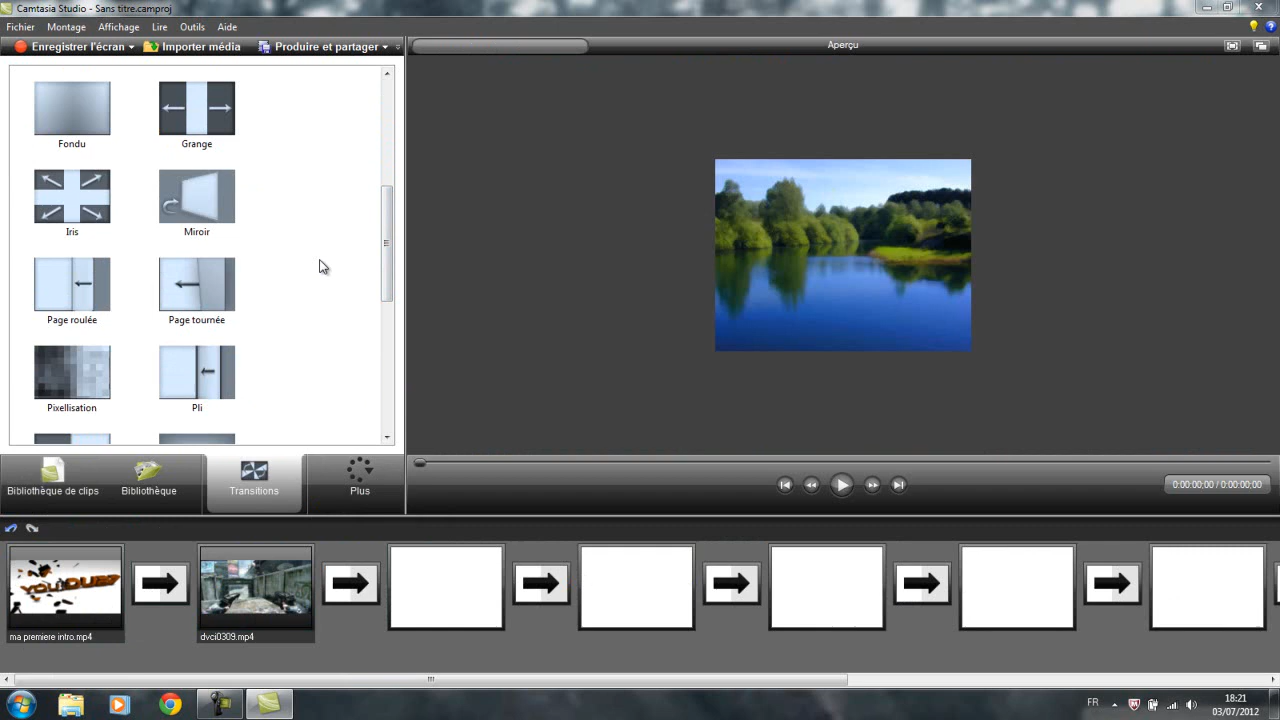 Camtasia Studio - Sans titre.camproj
Fichier Montage Affichage Lire Outils Aide
Enregistrer l'écran Importer média Produire et partager
Aperçu
Fondu Grange
Iris Miroir
Page roulée Page tournée
Pixellisation Pli
Bibliothèque de clips Bibliothèque Transitions Plus
0:00:00;00 / 0:00:00;00
ma premiere intro.mp4 dvci0309.mp4
FR
18:21
03/07/2012